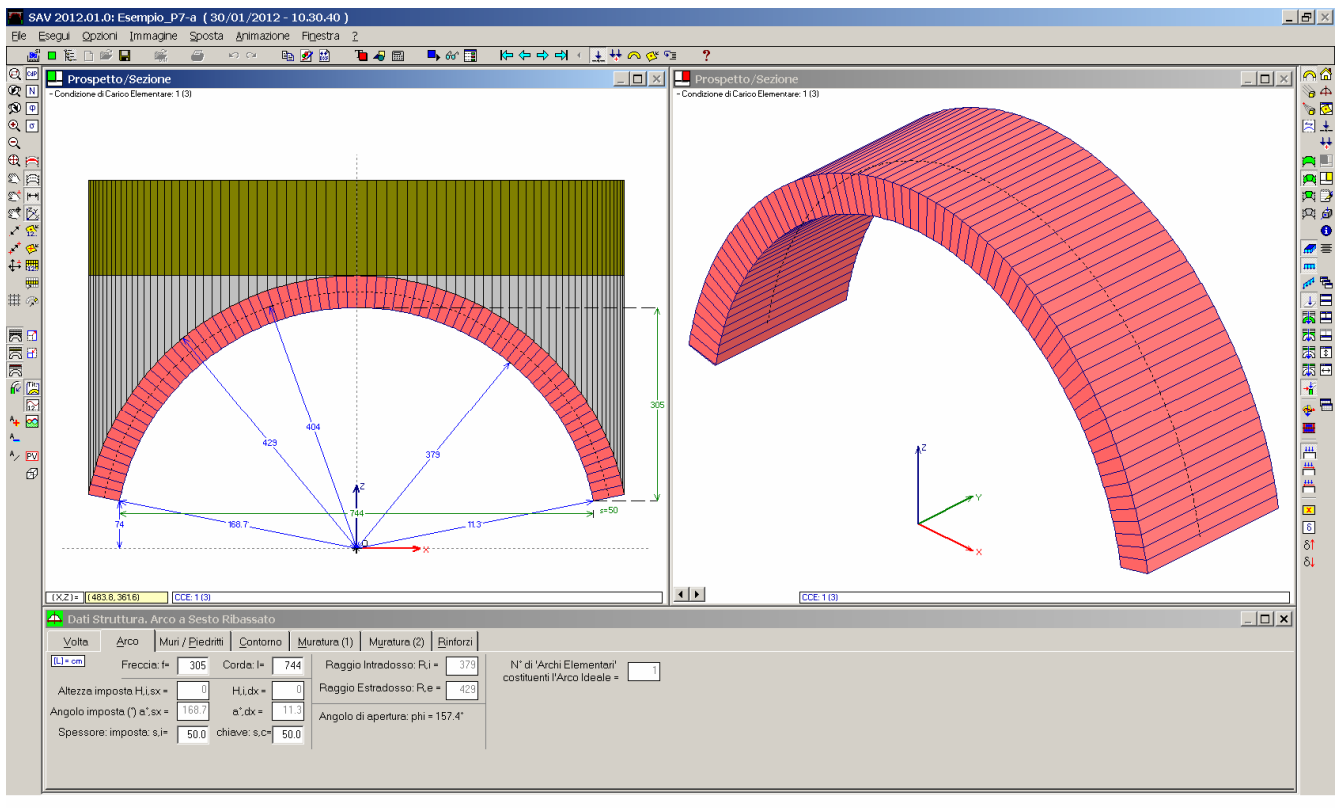 SAV 2012.01.0: Esempio_P7-a ( 30/01/2012 - 10.30.40 )
File Esegui Opzioni Immagine Sposta Animazione Finestra ?
Prospetto/Sezione
- Condizione di Carico Elementare: 1 (3)
429
404
379
305
Z
744
s=50
74
168.7°
11.3°
O
X
(X,Z)= (483.8, 361.6) CCE: 1 (3)
Prospetto/Sezione
- Condizione di Carico Elementare: 1 (3)
Z
Y
X
CCE: 1 (3)
Dati Struttura. Arco a Sesto Ribassato
Volta Arco Muri / Piedritti Contorno Muratura (1) Muratura (2) Rinforzi
[L] = cm Freccia: f= 305 Corda: l= 744 Raggio Intradosso: R,i = 379 N° di 'Archi Elementari'
costituenti l'Arco Ideale = 1
Altezza imposta H,i,sx = 0 H,i,dx = 0 Raggio Estradosso: R,e = 429
Angolo imposta (°) a°,sx = 168.7 a°,dx = 11.3 Angolo di apertura: phi = 157.4°
Spessore: imposta: s,i= 50.0 chiave: s,c= 50.0